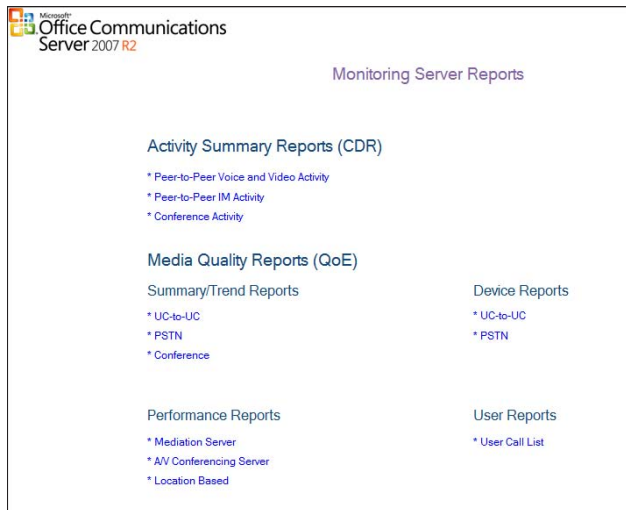 Microsoft®
Office Communications
Server 2007 R2
Monitoring Server Reports
Activity Summary Reports (CDR)
* Peer-to-Peer Voice and Video Activity
* Peer-to-Peer IM Activity
* Conference Activity
Media Quality Reports (QoE)
Summary/Trend Reports
* UC-to-UC
* PSTN
* Conference
Device Reports
* UC-to-UC
* PSTN
Performance Reports
* Mediation Server
* A/V Conferencing Server
* Location Based
User Reports
* User Call List